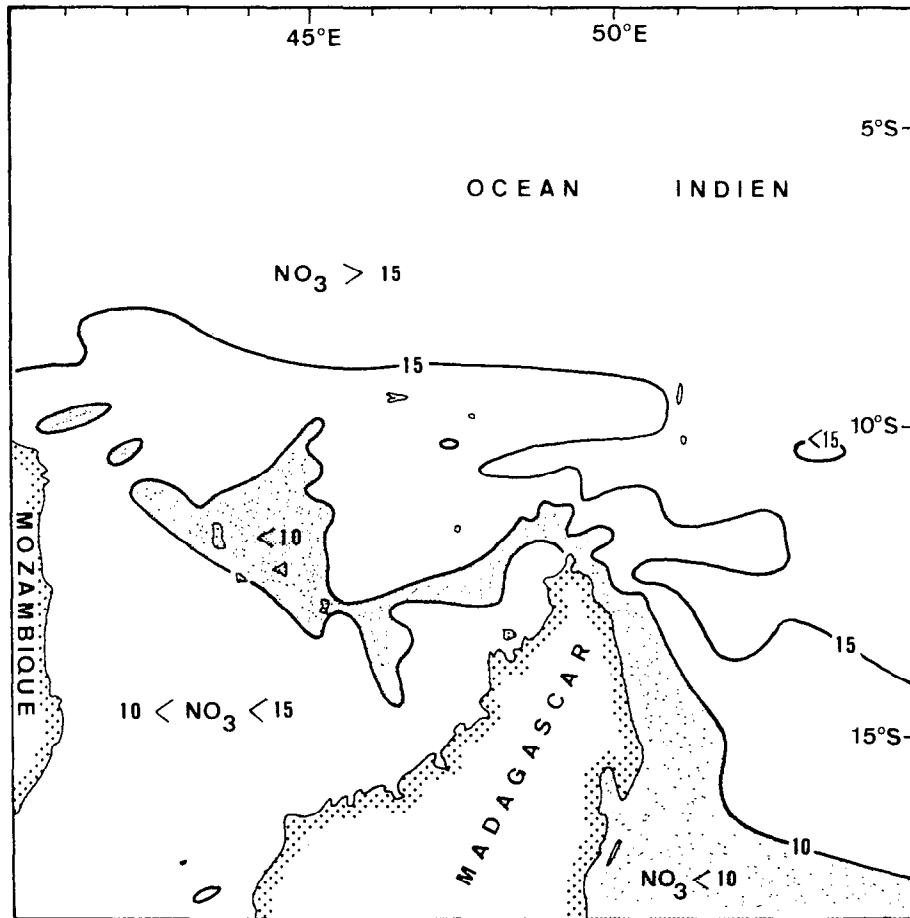 45°E 50°E
5°S
OCEAN INDIEN
NO₃ > 15
15
10°S
<15
<10
MOZAMBIQUE
15
10 < NO₃ < 15
15°S
MADAGASCAR
10
NO₃ < 10